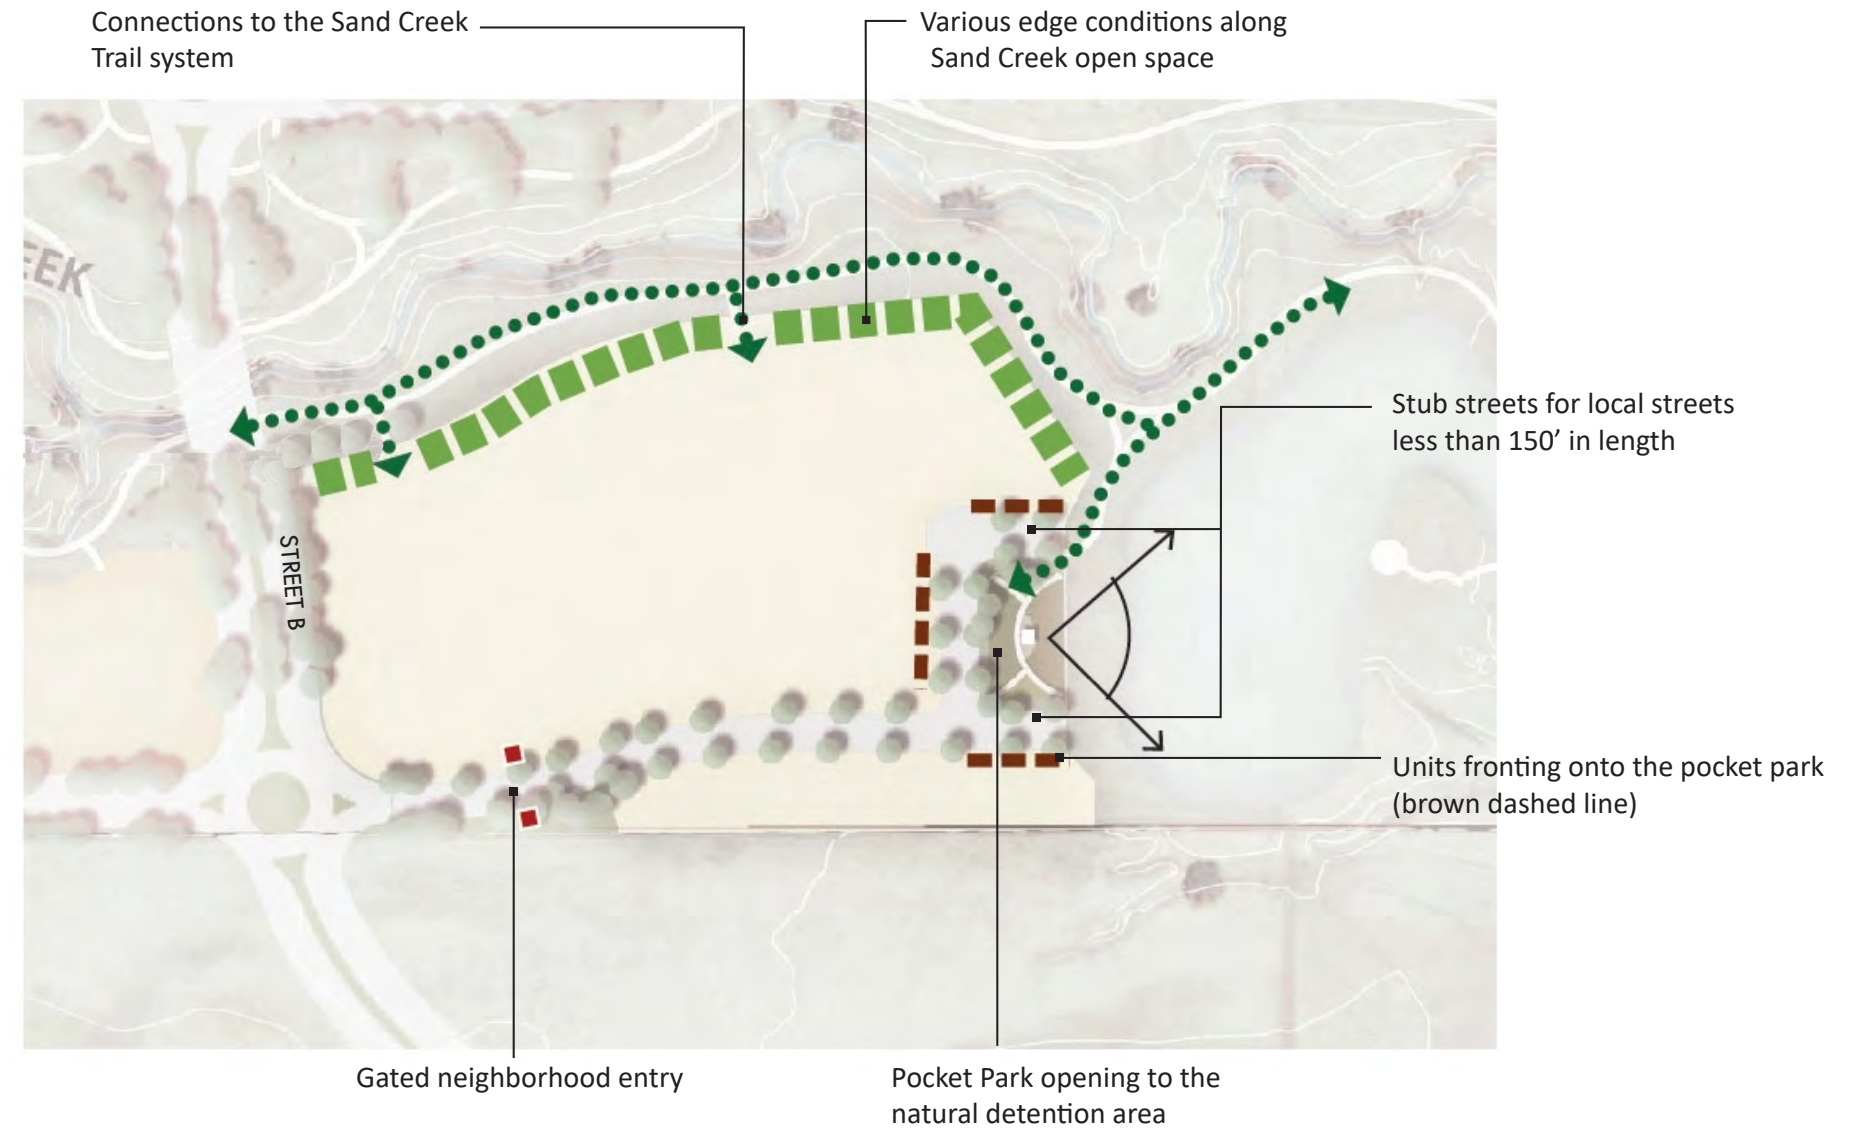 Connections to the Sand Creek
Trail system
Various edge conditions along
Sand Creek open space
EEK
Stub streets for local streets
less than 150’ in length
STREET B
Units fronting onto the pocket park
(brown dashed line)
Gated neighborhood entry
Pocket Park opening to the
natural detention area